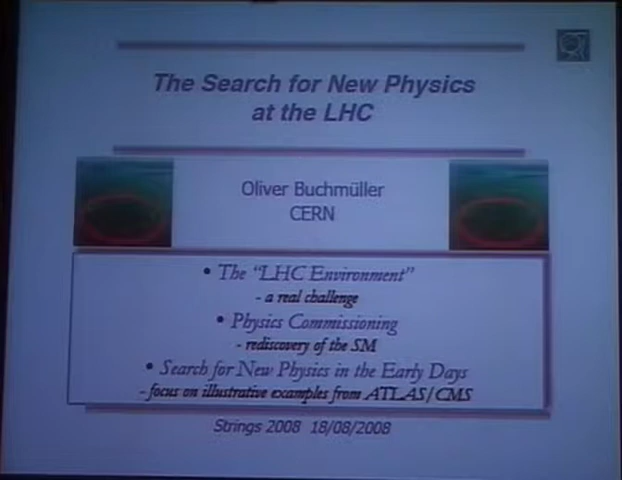 The Search for New Physics
at the LHC
Oliver Buchmüller
CERN
• The "LHC Environment"
- a real challenge
• Physics Commissioning
- rediscovery of the SM
• Search for New Physics in the Early Days
- focus on illustrative examples from ATLAS/CMS
Strings 2008 18/08/2008